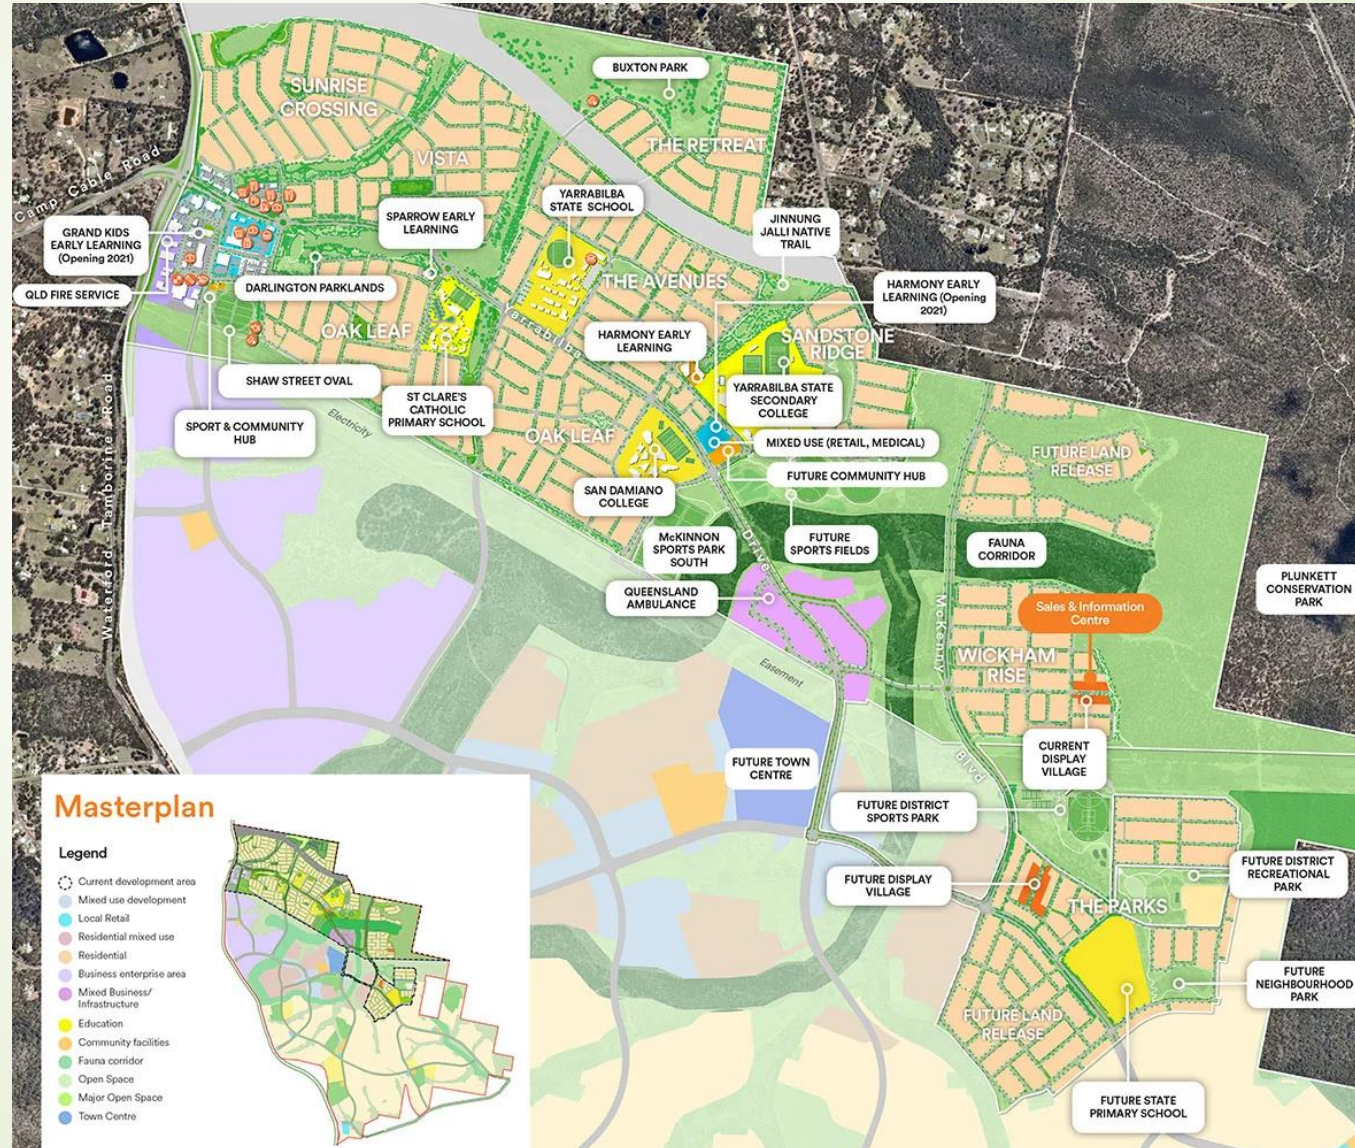 BUXTON PARK
SUNRISE
CROSSING
THE RETREAT
VISTA
Camp Cable Road
YARRABILBA
STATE SCHOOL
SPARROW EARLY
LEARNING
JINNUNG
JALLI NATIVE
TRAIL
GRAND KIDS
EARLY LEARNING
(Opening 2021)
QLD FIRE SERVICE
DARLINGTON PARKLANDS
THE AVENUES
HARMONY EARLY
LEARNING (Opening
2021)
OAK LEAF
Yarrabilba
HARMONY EARLY
LEARNING
SANDSTONE
RIDGE
SHAW STREET OVAL
ST CLARE'S
CATHOLIC
PRIMARY SCHOOL
YARRABILBA STATE
SECONDARY
COLLEGE
SPORT & COMMUNITY
HUB
Electricity
OAK LEAF
MIXED USE (RETAIL, MEDICAL)
FUTURE LAND
RELEASE
FUTURE COMMUNITY HUB
SAN DAMIANO
COLLEGE
Waterford Tamborine Road
McKINNON
SPORTS PARK
SOUTH
Drive
FUTURE
SPORTS FIELDS
FAUNA
CORRIDOR
QUEENSLAND
AMBULANCE
PLUNKETT
CONSERVATION
PARK
McKenny
Sales & Information
Centre
Easement
WICKHAM
RISE
FUTURE TOWN
CENTRE
Blvd
CURRENT
DISPLAY
VILLAGE
FUTURE DISTRICT
SPORTS PARK
FUTURE DISTRICT
RECREATIONAL
PARK
FUTURE DISPLAY
VILLAGE
THE PARKS
FUTURE
NEIGHBOURHOOD
PARK
FUTURE LAND
RELEASE
FUTURE STATE
PRIMARY SCHOOL
Masterplan
Legend
Current development area
Mixed use development
Local Retail
Residential mixed use
Residential
Business enterprise area
Mixed Business/
Infrastructure
Education
Community facilities
Fauna corridor
Open Space
Major Open Space
Town Centre